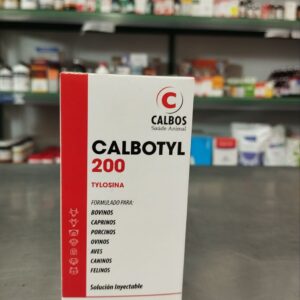 C
CALBOS
Saúde Animal
CALBOTYL
200
TYLOSINA
FORMULADO PARA:
BOVINOS
CAPRINOS
PORCINOS
OVINOS
AVES
CANINOS
FELINOS
Solución Inyectable